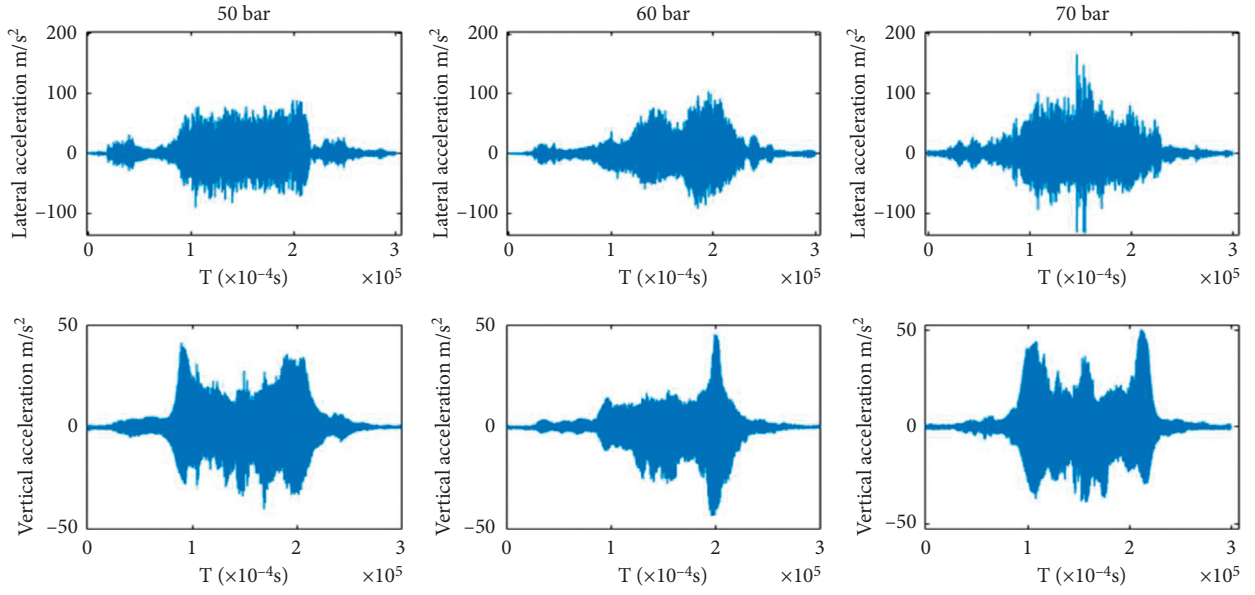 50 bar
Lateral acceleration m/s²
200
100
0
−100
0 1 2 3
T (×10⁻⁴s) ×10⁵
60 bar
Lateral acceleration m/s²
200
100
0
−100
0 1 2 3
T (×10⁻⁴s) ×10⁵
70 bar
Lateral acceleration m/s²
200
100
0
−100
0 1 2 3
T (×10⁻⁴s) ×10⁵
Vertical acceleration m/s²
50
0
−50
0 1 2 3
T (×10⁻⁴s) ×10⁵
Vertical acceleration m/s²
50
0
−50
0 1 2 3
T (×10⁻⁴s) ×10⁵
Vertical acceleration m/s²
50
0
−50
0 1 2 3
T (×10⁻⁴s) ×10⁵